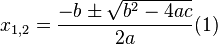 x_{1,2} = \frac{-b \pm \sqrt{b^2 - 4ac}}{2a} (1)